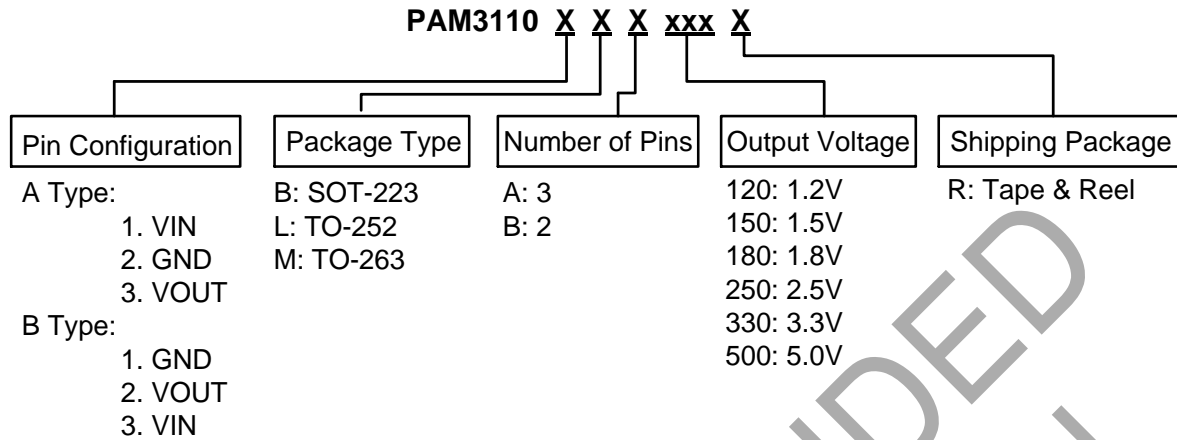 PAM3110 X X X xxx X
Pin Configuration
A Type:
1. VIN
2. GND
3. VOUT
B Type:
1. GND
2. VOUT
3. VIN
Package Type
B: SOT-223
L: TO-252
M: TO-263
Number of Pins
A: 3
B: 2
Output Voltage
120: 1.2V
150: 1.5V
180: 1.8V
250: 2.5V
330: 3.3V
500: 5.0V
Shipping Package
R: Tape & Reel